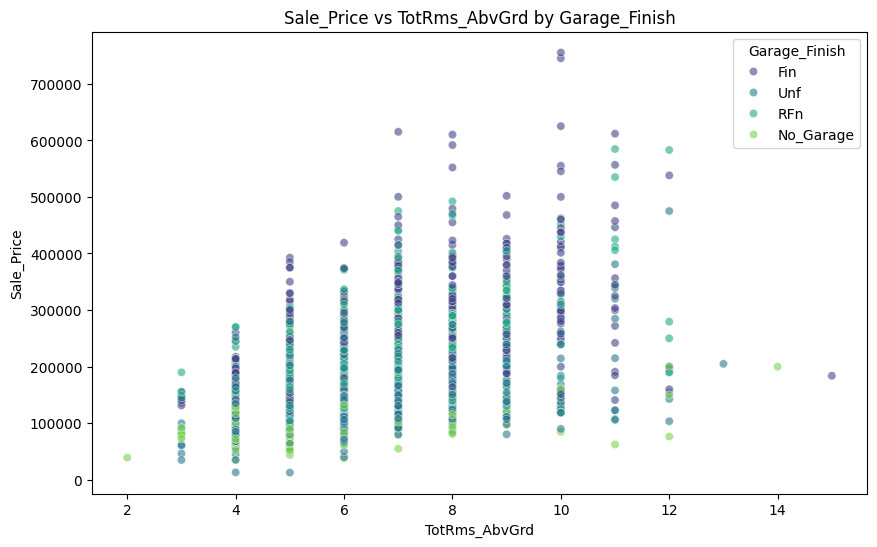 Sale_Price vs TotRms_AbvGrd by Garage_Finish
Garage_Finish
Fin
Unf
RFn
No_Garage
700000
600000
500000
400000
300000
200000
100000
0
Sale_Price
2 4 6 8 10 12 14
TotRms_AbvGrd